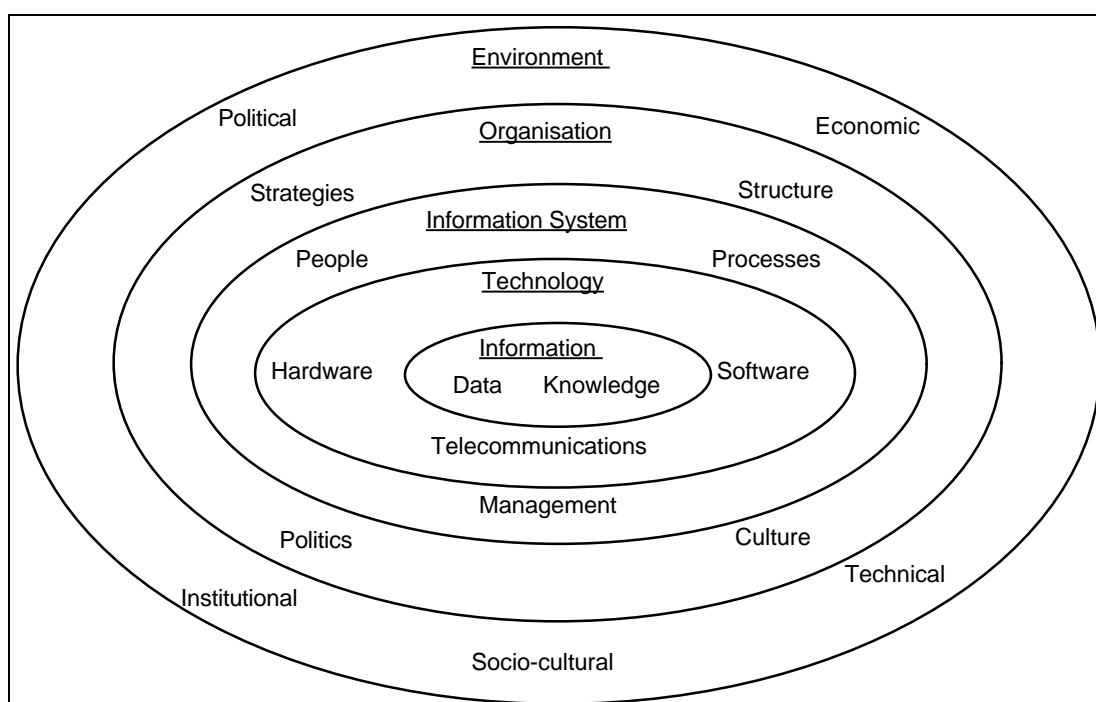 Environment
Political
Economic
Organisation
Strategies
Structure
Information System
People
Processes
Technology
Information
Hardware
Software
Data Knowledge
Telecommunications
Management
Politics
Culture
Technical
Institutional
Socio-cultural